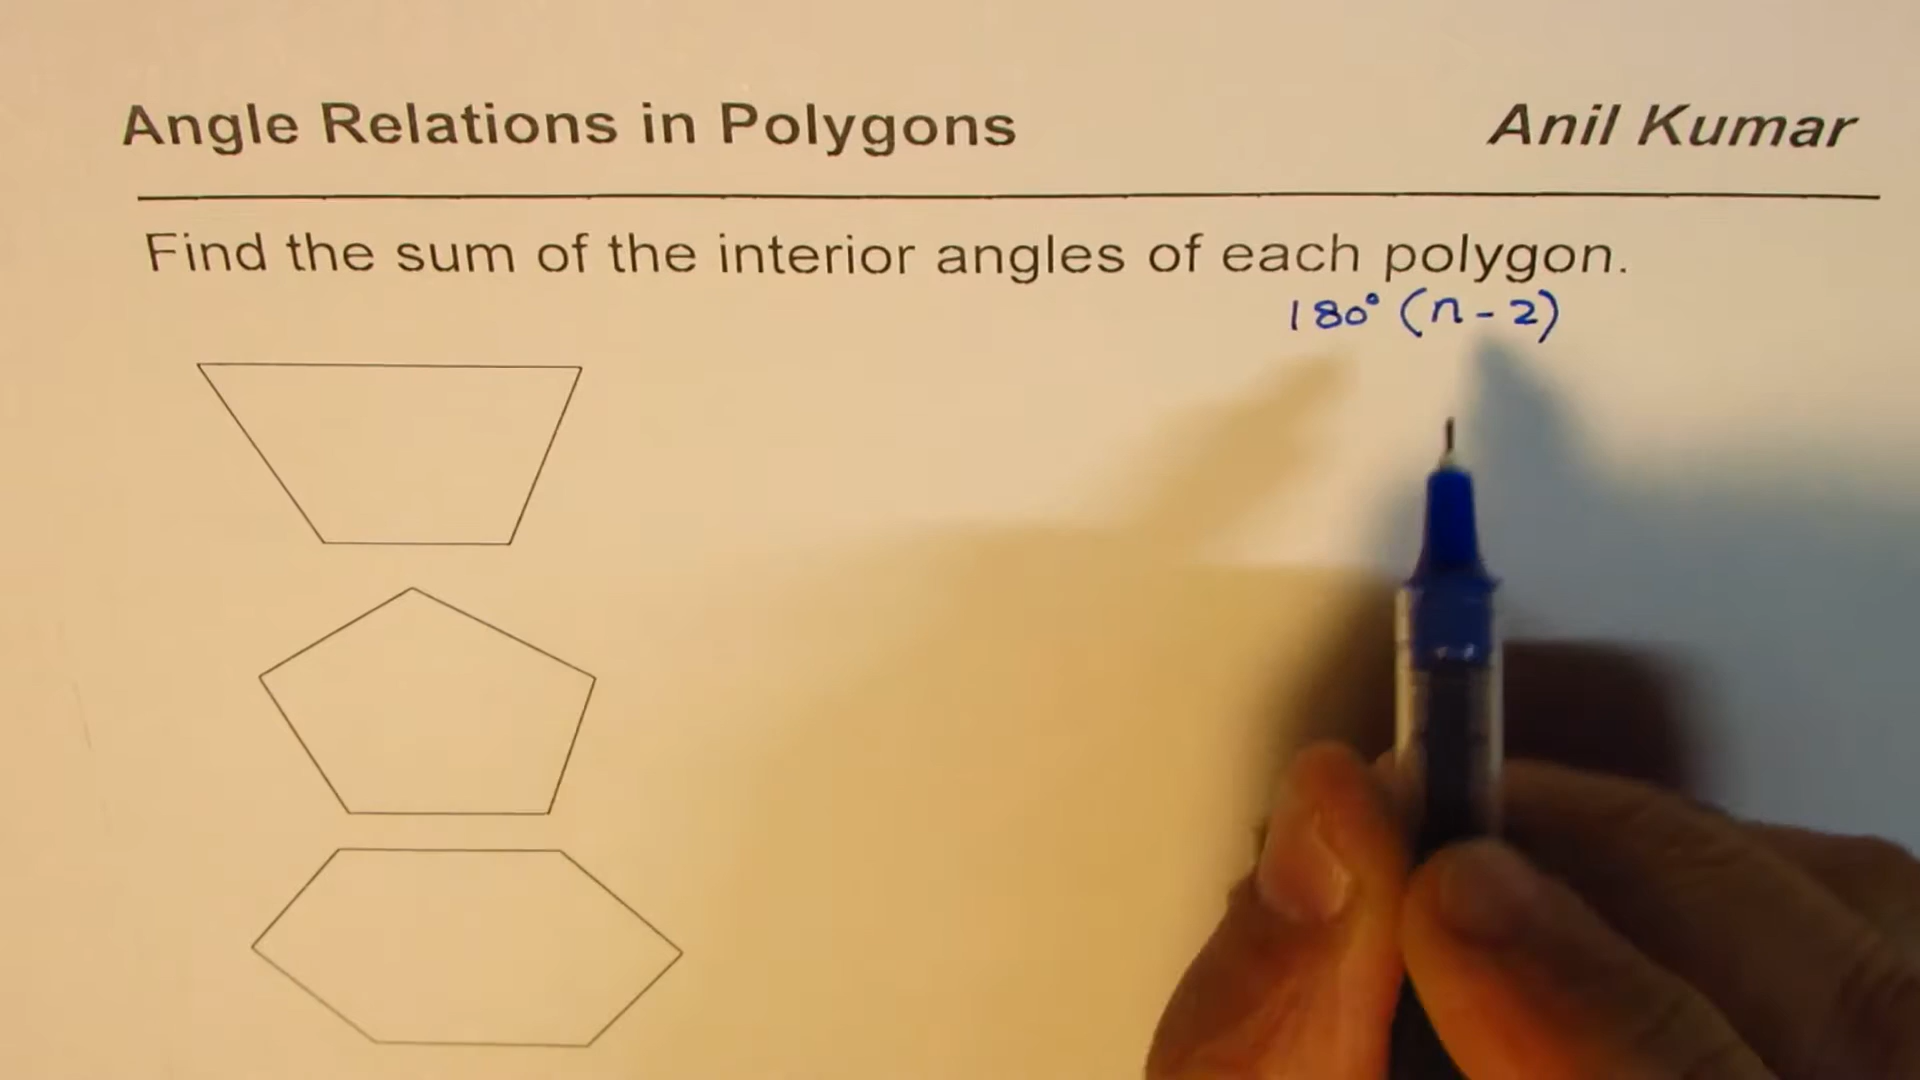 Angle Relations in Polygons Anil Kumar
Find the sum of the interior angles of each polygon.
180° (n - 2)